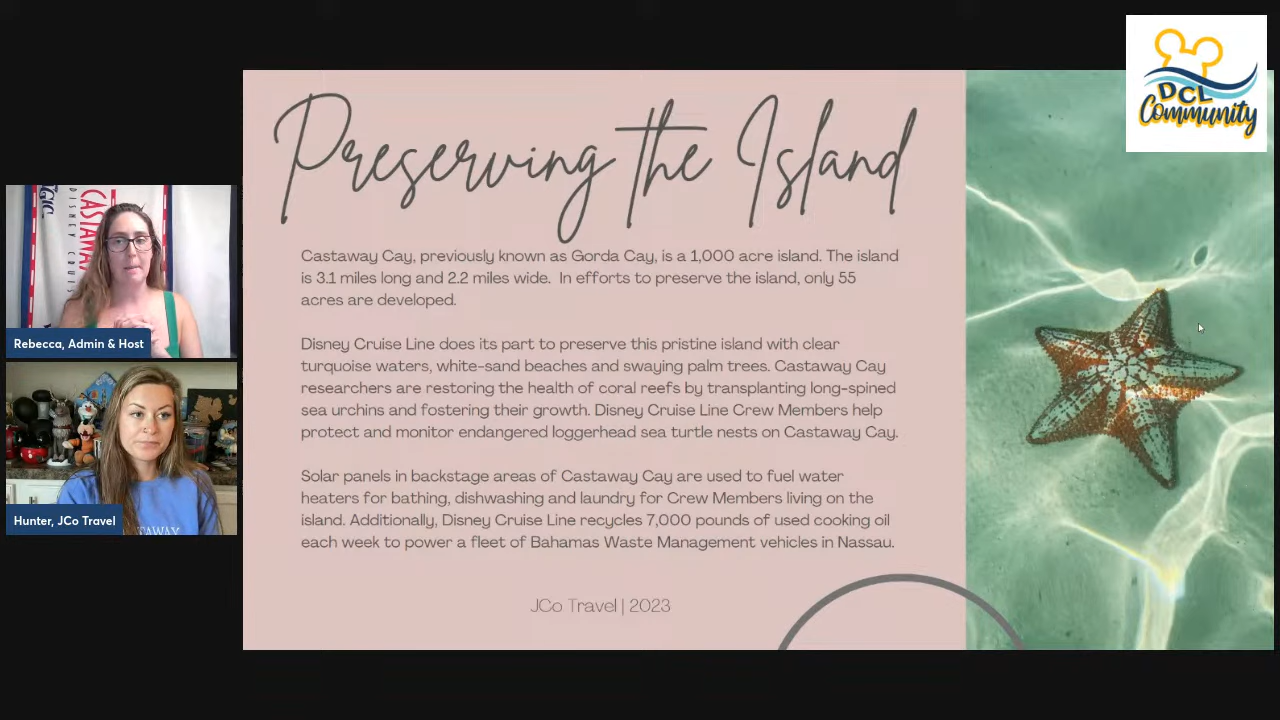 DCL
Community
Preserving the Island
Castaway Cay, previously known as Gorda Cay, is a 1,000 acre island. The island
is 3.1 miles long and 2.2 miles wide.  In efforts to preserve the island, only 55
acres are developed.
Disney Cruise Line does its part to preserve this pristine island with clear
turquoise waters, white-sand beaches and swaying palm trees. Castaway Cay
researchers are restoring the health of coral reefs by transplanting long-spined
sea urchins and fostering their growth. Disney Cruise Line Crew Members help
protect and monitor endangered loggerhead sea turtle nests on Castaway Cay.
Solar panels in backstage areas of Castaway Cay are used to fuel water
heaters for bathing, dishwashing and laundry for Crew Members living on the
island. Additionally, Disney Cruise Line recycles 7,000 pounds of used cooking oil
each week to power a fleet of Bahamas Waste Management vehicles in Nassau.
JCo Travel | 2023
CASTAWAY
DISNEY CRUIS
Rebecca, Admin & Host
Hunter, JCo Travel